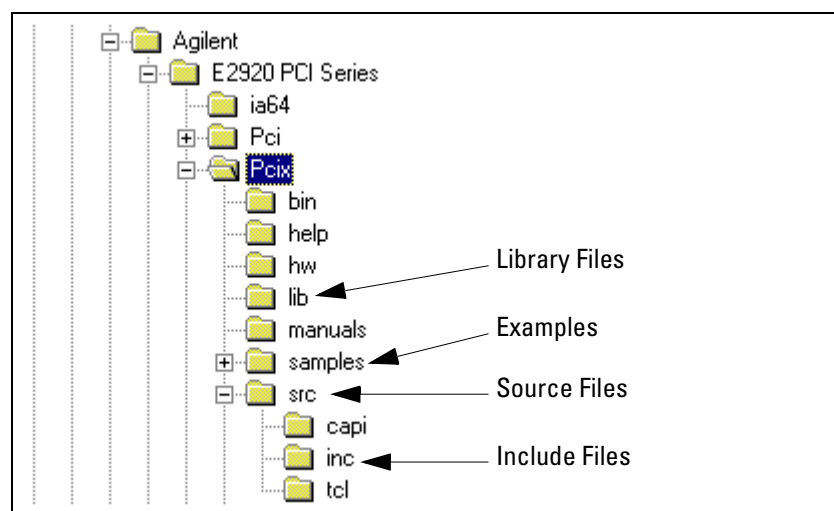 Agilent
E2920 PCI Series
ia64
Pci
Pcix
bin
help
hw
Library Files
lib
manuals
Examples
samples
Source Files
src
capi
inc
Include Files
tcl